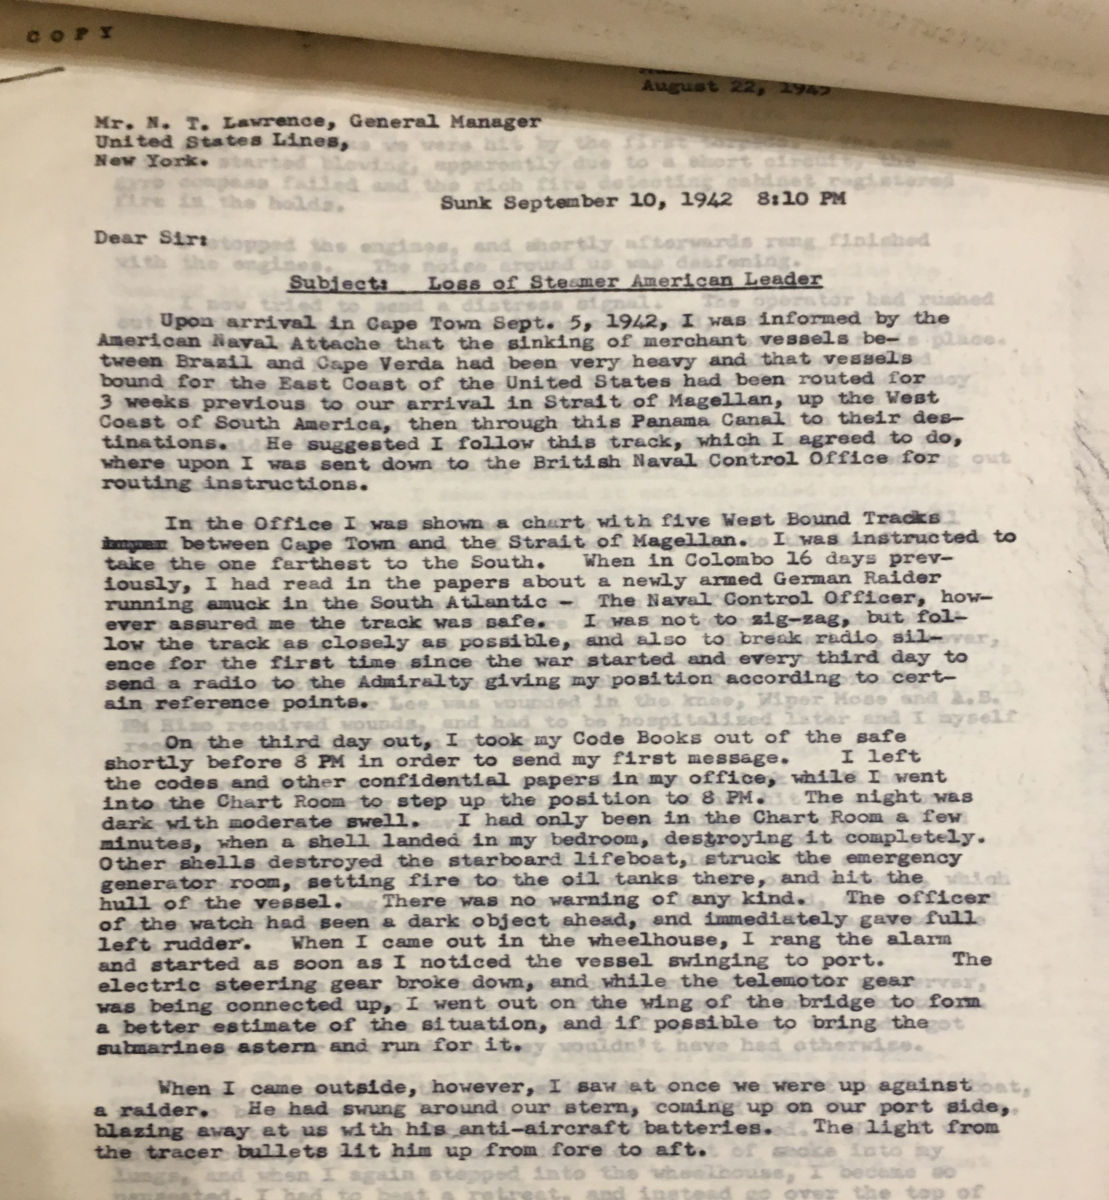 COPY
August 22, 1945
Mr. N. T. Lawrence, General Manager
United States Lines,
New York.
Sunk September 10, 1942 8:10 PM
Dear Sir:
Subject: Loss of Steamer American Leader
Upon arrival in Cape Town Sept. 5, 1942, I was informed by the
American Naval Attache that the sinking of merchant vessels be-
tween Brazil and Cape Verda had been very heavy and that vessels
bound for the East Coast of the United States had been routed for
3 weeks previous to our arrival in Strait of Magellan, up the West
Coast of South America, then through this Panama Canal to their des-
tinations. He suggested I follow this track, which I agreed to do,
where upon I was sent down to the British Naval Control Office for
routing instructions.
In the Office I was shown a chart with five West Bound Tracks
between Cape Town and the Strait of Magellan. I was instructed to
take the one farthest to the South. When in Colombo 16 days prev-
iously, I had read in the papers about a newly armed German Raider
running amuck in the South Atlantic - The Naval Control Officer, how-
ever assured me the track was safe. I was not to zig-zag, but fol-
low the track as closely as possible, and also to break radio sil-
ence for the first time since the war started and every third day to
send a radio to the Admiralty giving my position according to cert-
ain reference points.
On the third day out, I took my Code Books out of the safe
shortly before 8 PM in order to send my first message. I left
the codes and other confidential papers in my office, while I went
into the Chart Room to step up the position to 8 PM. The night was
dark with moderate swell. I had only been in the Chart Room a few
minutes, when a shell landed in my bedroom, destroying it completely.
Other shells destroyed the starboard lifeboat, struck the emergency
generator room, setting fire to the oil tanks there, and hit the
hull of the vessel. There was no warning of any kind. The officer
of the watch had seen a dark object ahead, and immediately gave full
left rudder. When I came out in the wheelhouse, I rang the alarm
and started as soon as I noticed the vessel swinging to port. The
electric steering gear broke down, and while the telemotor gear
was being connected up, I went out on the wing of the bridge to form
a better estimate of the situation, and if possible to bring the
submarines astern and run for it.
When I came outside, however, I saw at once we were up against
a raider. He had swung around our stern, coming up on our port side,
blazing away at us with his anti-aircraft batteries. The light from
the tracer bullets lit him up from fore to aft.